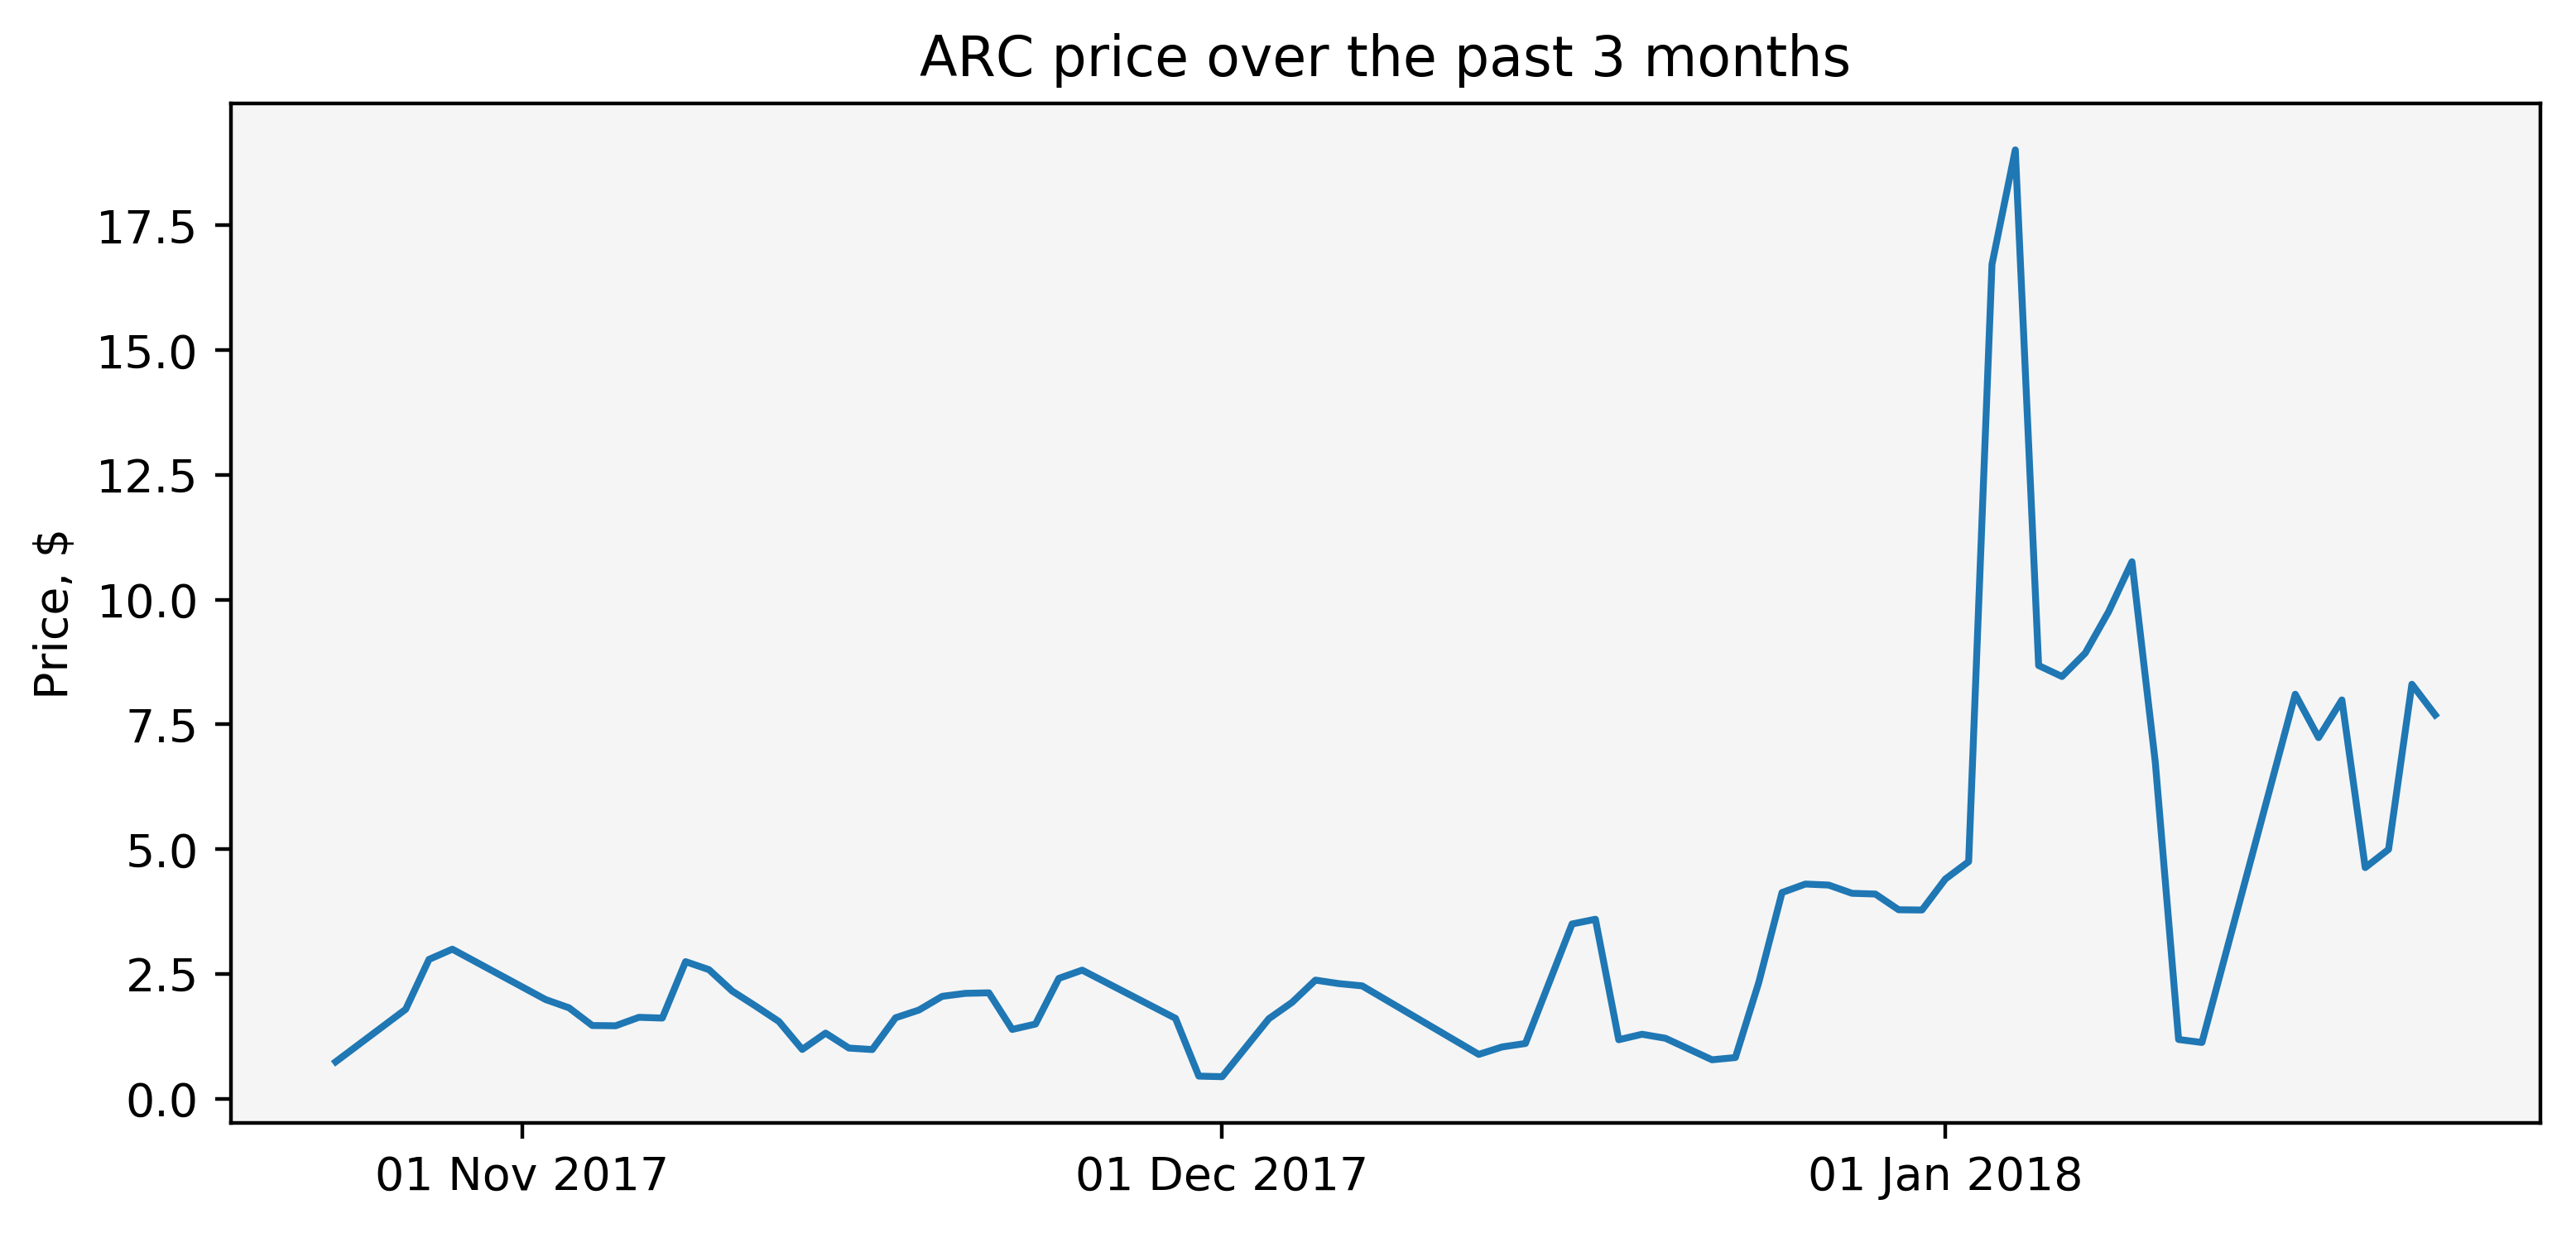 ARC price over the past 3 months
Price, $
17.5
15.0
12.5
10.0
7.5
5.0
2.5
0.0
01 Nov 2017
01 Dec 2017
01 Jan 2018